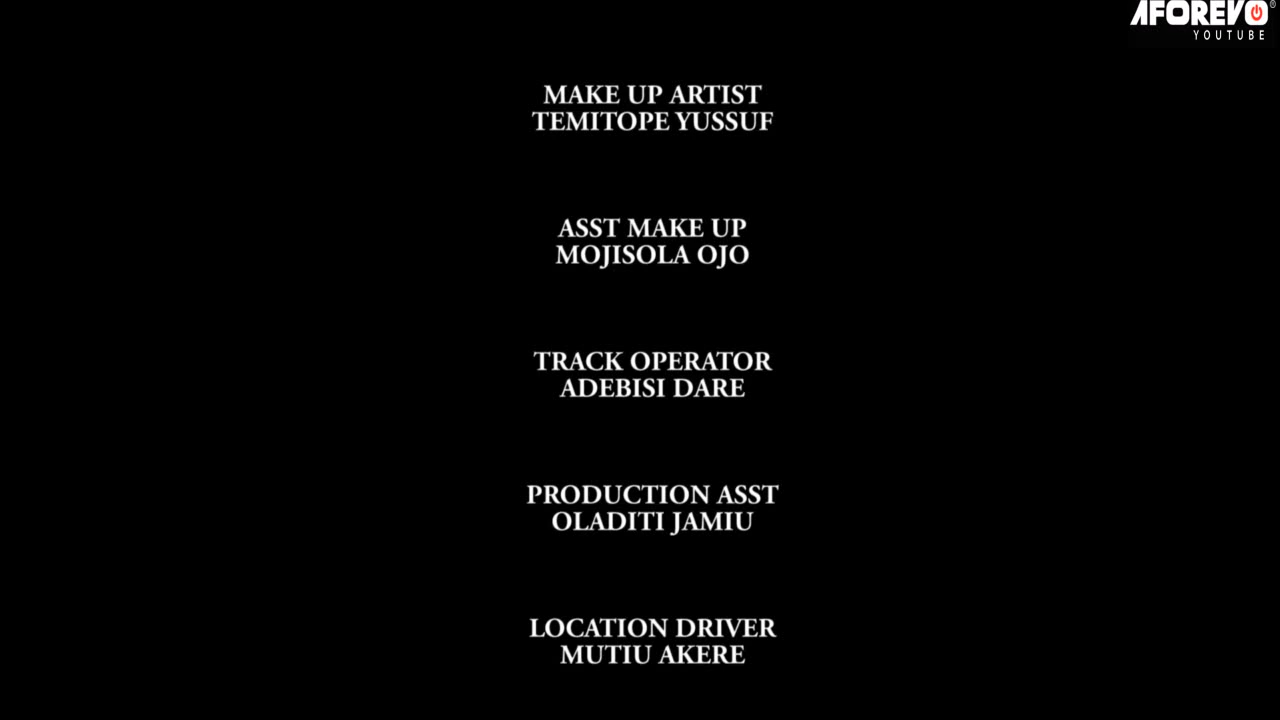 AFOREVO
YOUTUBE
MAKE UP ARTIST
TEMITOPE YUSSUF
ASST MAKE UP
MOJISOLA OJO
TRACK OPERATOR
ADEBISI DARE
PRODUCTION ASST
OLADITI JAMIU
LOCATION DRIVER
MUTIU AKERE